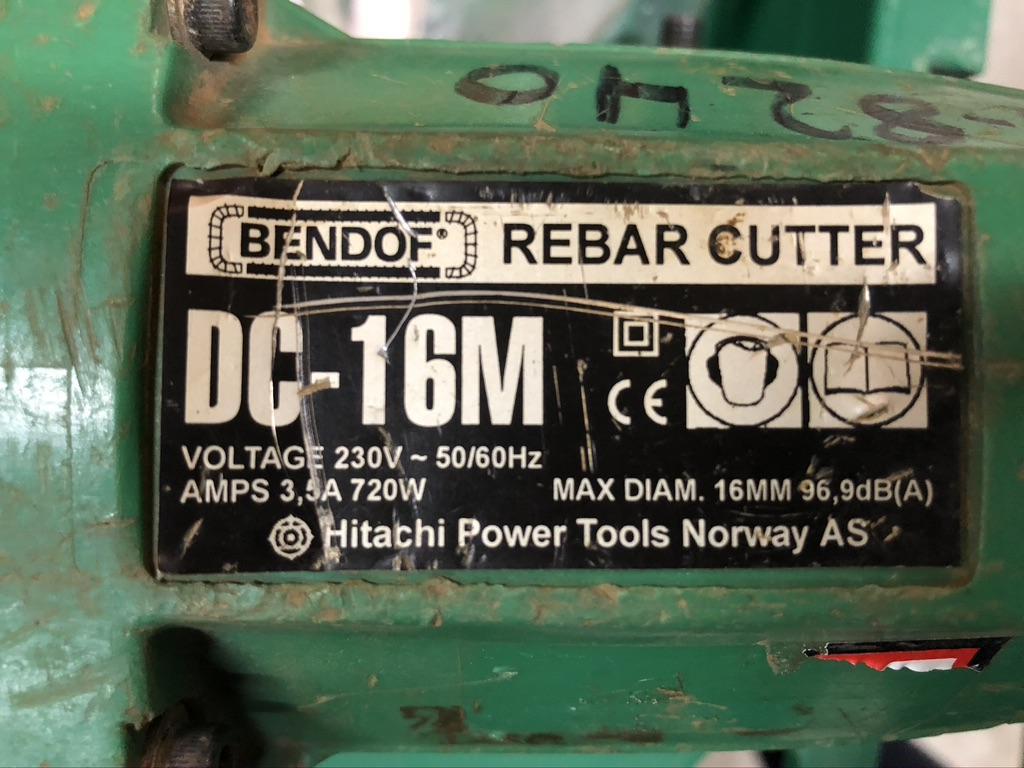 BENDOF® REBAR CUTTER
DC-16M
CE
VOLTAGE 230V ~ 50/60Hz
AMPS 3,5A 720W MAX DIAM. 16MM 96,9dB(A)
Hitachi Power Tools Norway AS